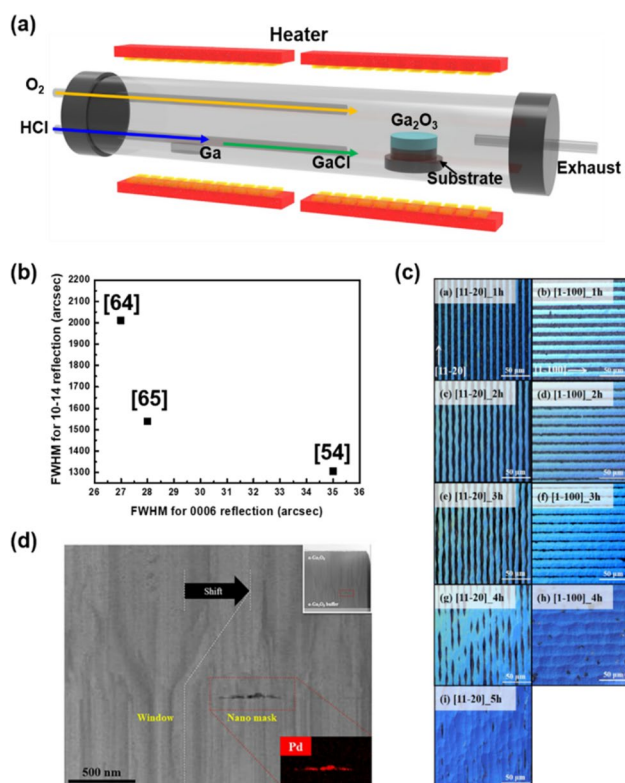 (a)
Heater
O2
HCl
Ga
GaCl
Ga2O3
Substrate
Exhaust
(b)
FWHM for 10-14 reflection (arcsec)
2200
2100
2000
1900
1800
1700
1600
1500
1400
1300
[64]
[65]
[54]
26 27 28 29 30 31 32 33 34 35 36
FWHM for 0006 reflection (arcsec)
(c)
(a) [11-20]_1h
(b) [1-100]_1h
[11-20]
50 μm
[1-100]
50 μm
(c) [11-20]_2h
(d) [1-100]_2h
50 μm
50 μm
(e) [11-20]_3h
(f) [1-100]_3h
50 μm
50 μm
(g) [11-20]_4h
(h) [1-100]_4h
50 μm
50 μm
(i) [11-20]_5h
50 μm
(d)
Shift
Window
Nano mask
Pd
500 nm